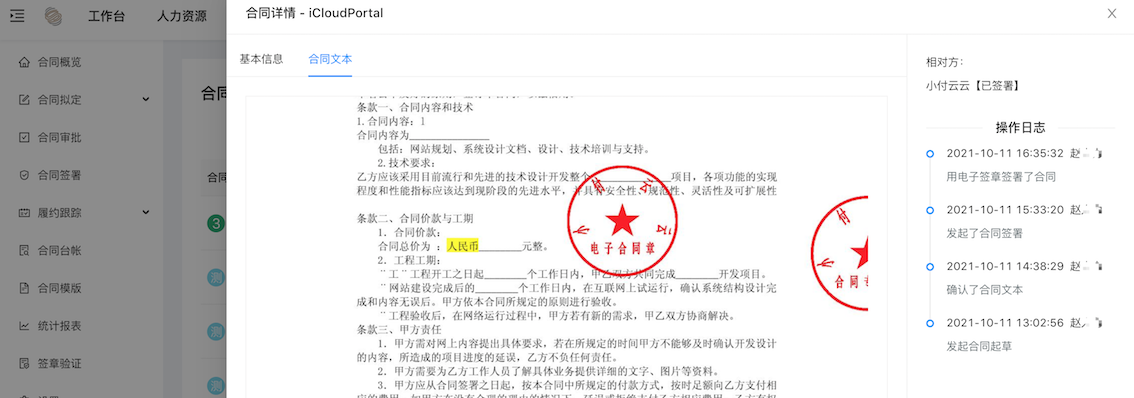 工作台
人力资源
合同概览
合同拟定
合同审批
合同签署
履约跟踪
合同台帐
合同模版
统计报表
签章验证
合同
合同
3
测
测
测
合同详情 - iCloudPortal
基本信息
合同文本
条款一、合同内容和技术
1.合同内容：1
合同内容为
包括：网站规划、系统设计文档、设计、技术培训与支持。
2.技术要求：
乙方应该采用目前流行和先进的技术设计开发整个项目，各项功能的实现
程度和性能指标应该达到现阶段的先进水平，并具有安全性、规范性、灵活及可扩展性
条款二、合同价款与工期
1. 合同价款：
合同总价为 ：人民币________元整。
2. 工程工期：
¨工¨工程开工之日起________个工作日内，甲乙双方共同完成________开发项目。
¨网站建设完成后的________个工作日内，在互联网上试运行，确认系统结构设计完
成和内容无误后。甲方依本合同所规定的原则进行验收。
¨工程验收后，在网络运行过程中，甲方若有新的需求，甲乙双方协商解决。
条款三、甲方责任
1. 甲方需对网上内容提出具体要求，若在所规定的时间甲方不能够及时确认开发设计
的内容，所造成的项目进度的延误，乙方不负任何责任。
2. 甲方需要为乙方工作人员了解具体业务提供详细的文字、图片等资料。
3. 甲方应从合同签署之日起，按本合同中所规定的付款方式，按时足额向乙方支付相
小付云云
电子合同章
小付
合同章
相对方：
小付云云【已签署】
操作日志
2021-10-11 16:35:32 赵
用电子签章签署了合同
2021-10-11 15:33:20 赵
发起了合同签署
2021-10-11 14:38:29 赵
确认了合同文本
2021-10-11 13:02:56 赵
发起合同起草